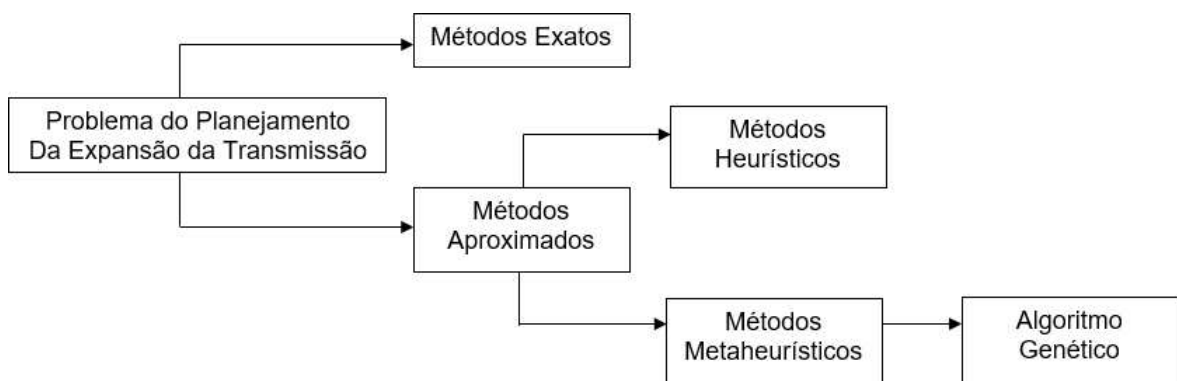 Métodos Exatos
Problema do Planejamento
Da Expansão da Transmissão
Métodos
Heurísticos
Métodos
Aproximados
Métodos
Metaheurísticos
Algoritmo
Genético